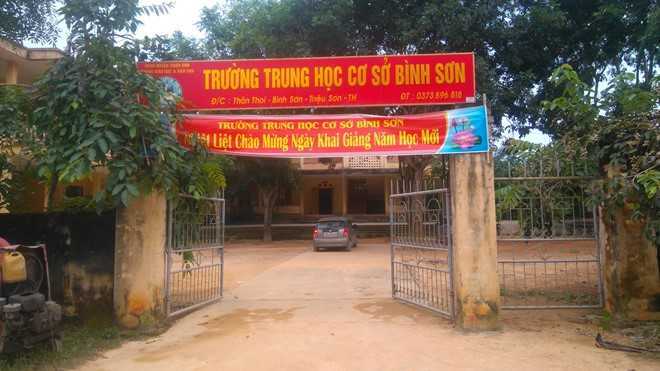 TRƯỜNG TRUNG HỌC CƠ SỞ BÌNH SƠN
Đ/C : Thôn Thoi - Bình Sơn - Triệu Sơn - TH ĐT : 0373 896 818
TRƯỜNG TRUNG HỌC CƠ SỞ BÌNH SƠN
Liệt Chào Mừng Ngày Khai Giảng Năm Học Mới